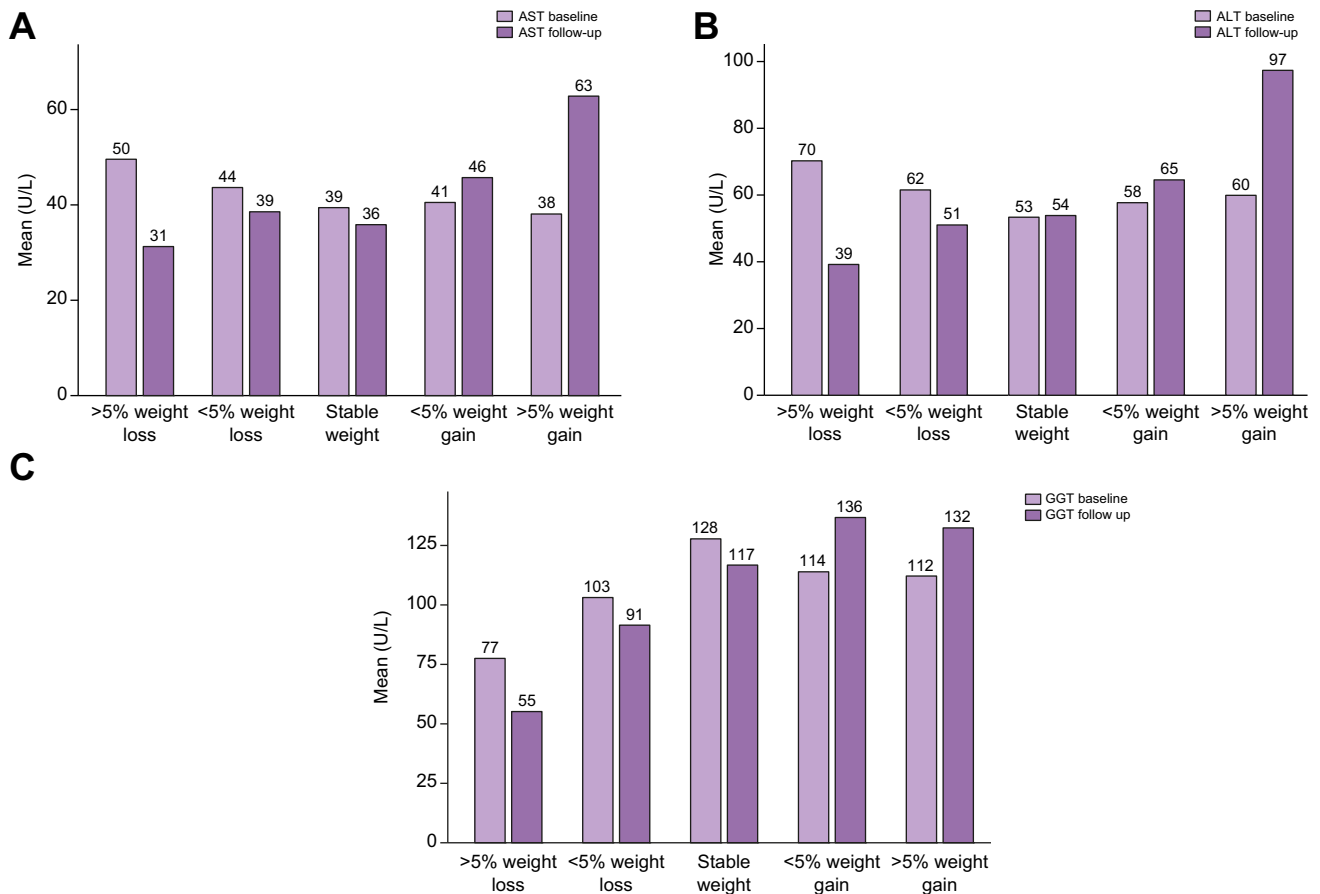 A
AST baseline
AST follow-up
Mean (U/L)
60
40
20
0
50
31
44
39
39
36
41
46
38
63
>5% weight loss
<5% weight loss
Stable weight
<5% weight gain
>5% weight gain
B
ALT baseline
ALT follow-up
Mean (U/L)
100
80
60
40
20
0
70
39
62
51
53
54
58
65
60
97
>5% weight loss
<5% weight loss
Stable weight
<5% weight gain
>5% weight gain
C
GGT baseline
GGT follow up
Mean (U/L)
125
100
75
50
25
0
77
55
103
91
128
117
114
136
112
132
>5% weight loss
<5% weight loss
Stable weight
<5% weight gain
>5% weight gain